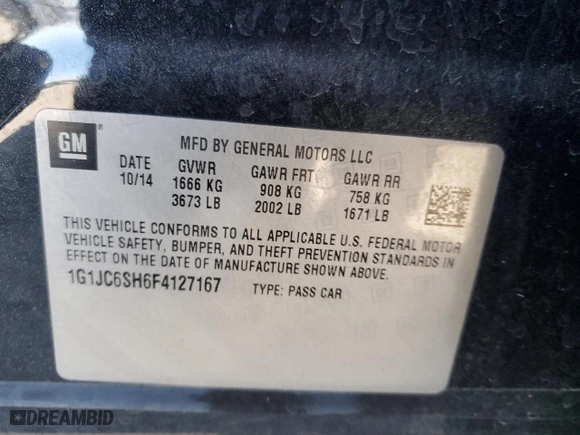 GM ®
MFD BY GENERAL MOTORS LLC
DATE GVWR GAWR FRT GAWR RR
10/14 1666 KG 908 KG 758 KG
3673 LB 2002 LB 1671 LB
THIS VEHICLE CONFORMS TO ALL APPLICABLE U.S. FEDERAL MOTOR
VEHICLE SAFETY, BUMPER, AND THEFT PREVENTION STANDARDS IN
EFFECT ON THE DATE OF MANUFACTURE SHOWN ABOVE.
1G1JC6SH6F4127167 TYPE: PASS CAR
DREAMBID